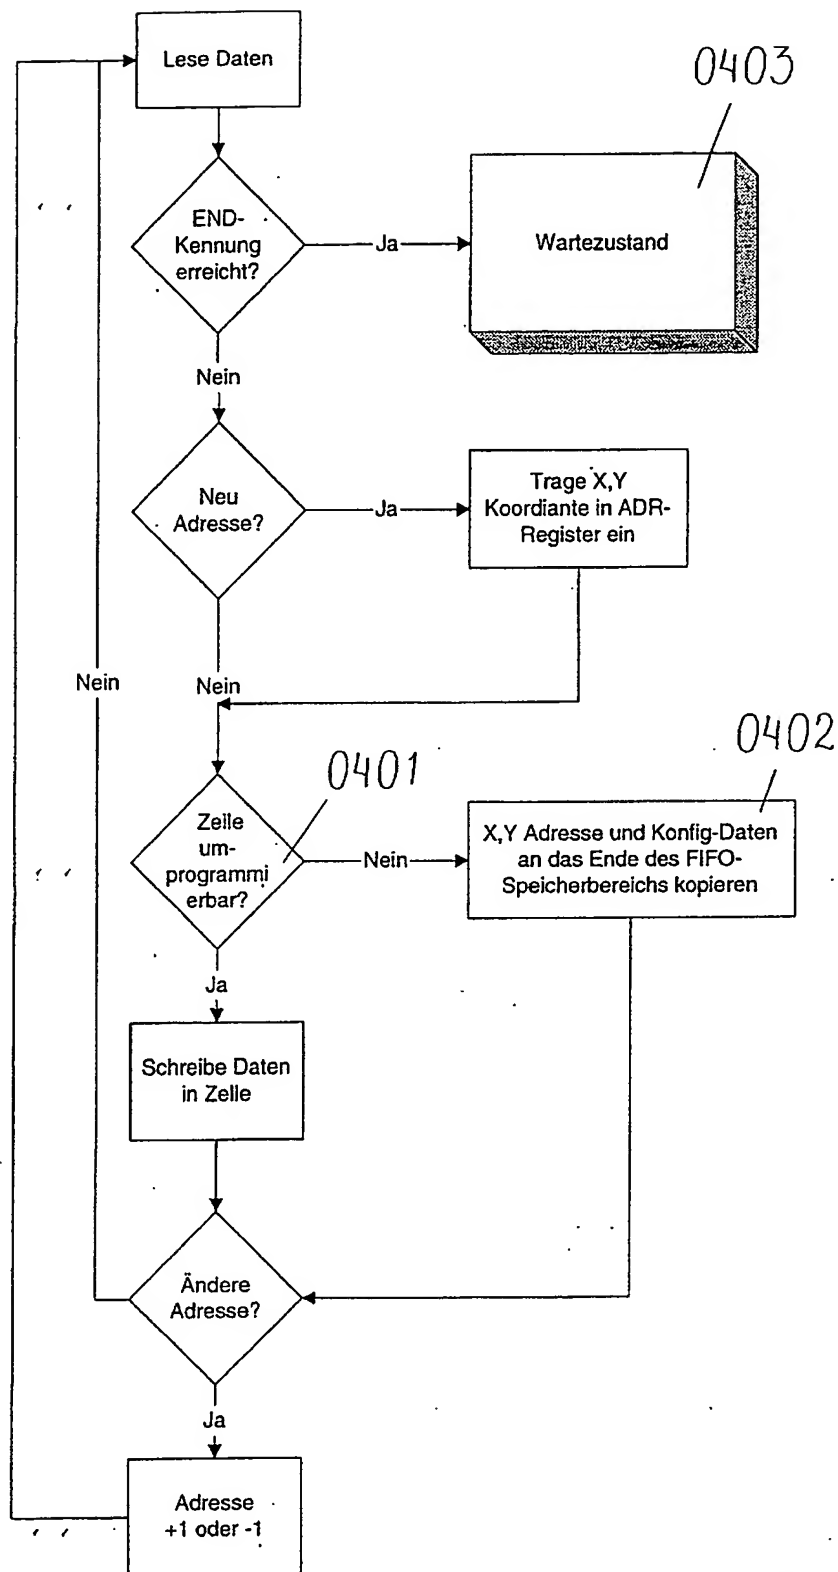 Lese Daten
0403
END-
Kennung
erreicht?
Ja
Wartezustand
Nein
Neu
Adresse?
Ja
Trage X,Y
Koordiante in ADR-
Register ein
Nein
Nein
0401
0402
Zelle
um-
programmi
erbar?
Nein
X,Y Adresse und Konfig-Daten
an das Ende des FIFO-
Speicherbereichs kopieren
Ja
Schreibe Daten
in Zelle
Ändere
Adresse?
Ja
Adresse
+1 oder -1